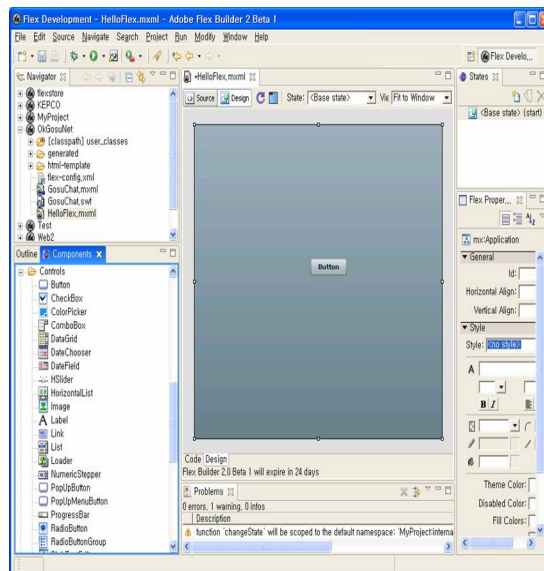 Flex Development - HelloFlex.mxml - Adobe Flex Builder 2 Beta 1
File Edit Source Navigate Search Project Run Modify Window Help
Flex Develo...
Navigator
flexstore
KEPCO
MyProject
OkGosuNet
[classpath] user_classes
generated
html-template
flex-config.xml
GosuChat.mxml
GosuChat.swf
HelloFlex.mxml
Test
Web2
Outline Components
Controls
Button
CheckBox
ColorPicker
ComboBox
DataGrid
DateChooser
DateField
HSlider
HorizontalList
Image
Label
Link
List
Loader
NumericStepper
PopUpButton
PopUpMenuButton
ProgressBar
RadioButton
RadioButtonGroup
*HelloFlex.mxml
Source Design State: <Base state> Vie Fit to Window
Button
Code Design
Flex Builder 2.0 Beta 1 will expire in 24 days
Problems
0 errors, 1 warning, 0 infos
Description
function 'changeState' will be scoped to the default namespace: 'MyProject:interna
States
<Base state> (start)
Flex Proper...
mx:Application
General
Id:
Horizontal Align:
Vertical Align:
Style
Style: <no style>
A
B I
Theme Color:
Disabled Color:
Fill Colors: